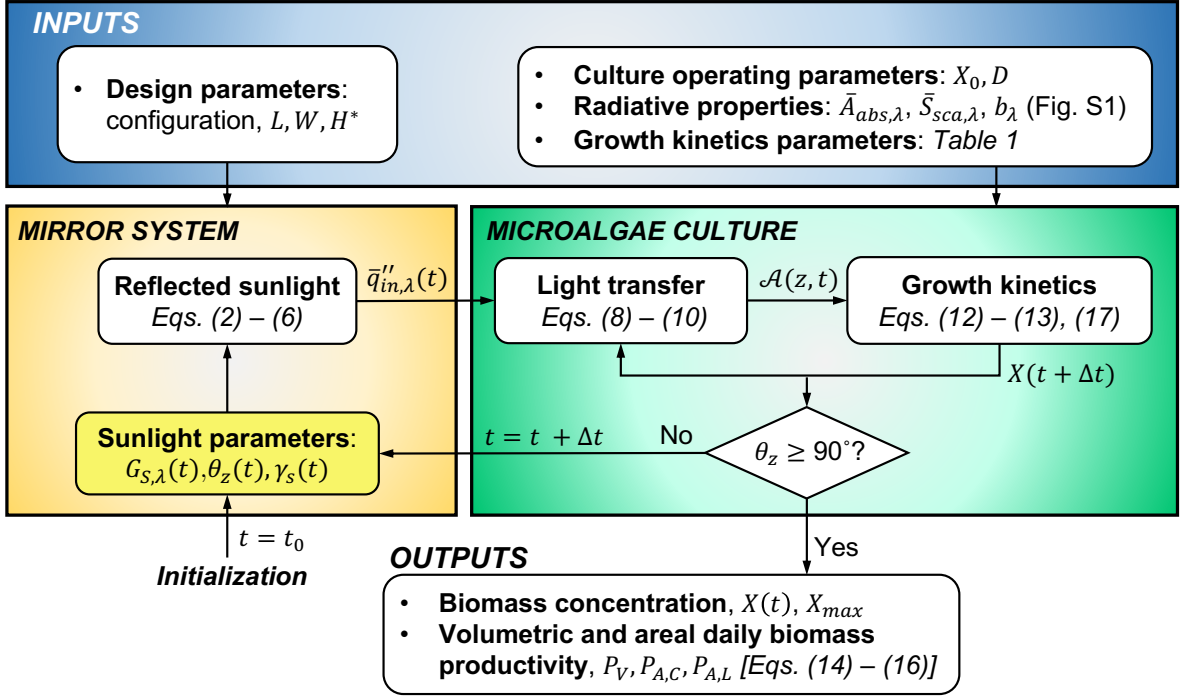 INPUTS
• Design parameters:
configuration, L, W, H*
• Culture operating parameters: X₀, D
• Radiative properties: Ā_abs,λ, S̄_sca,λ, b_λ (Fig. S1)
• Growth kinetics parameters: Table 1
MIRROR SYSTEM
Reflected sunlight
Eqs. (2) – (6)
q̄″_in,λ(t)
Sunlight parameters:
G_S,λ(t),θ_z(t),γ_s(t)
t = t₀
Initialization
MICROALGAE CULTURE
Light transfer
Eqs. (8) – (10)
𝒜(z, t)
Growth kinetics
Eqs. (12) – (13), (17)
X(t + Δt)
θ_z ≥ 90°?
No
t = t + Δt
Yes
OUTPUTS
• Biomass concentration, X(t), X_max
• Volumetric and areal daily biomass
productivity, P_V, P_A,C, P_A,L [Eqs. (14) – (16)]